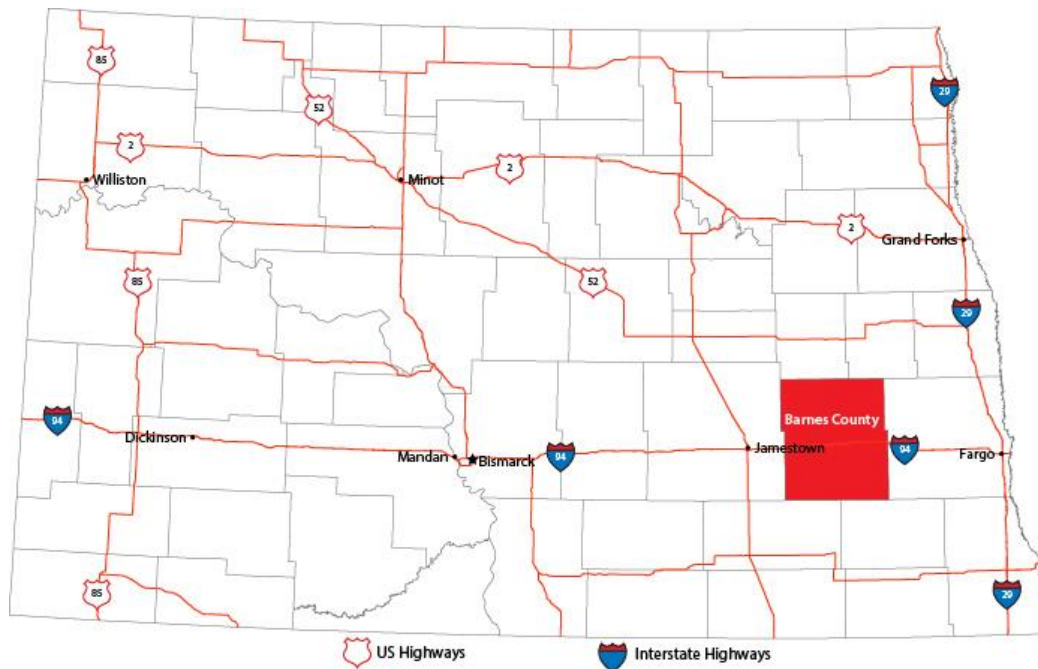 85
52
29
2
Williston
Minot
2
2
Grand Forks
85
52
29
Barnes County
94
Dickinson
Mandan
Bismarck
94
Jamestown
94
Fargo
85
29
US Highways
Interstate Highways